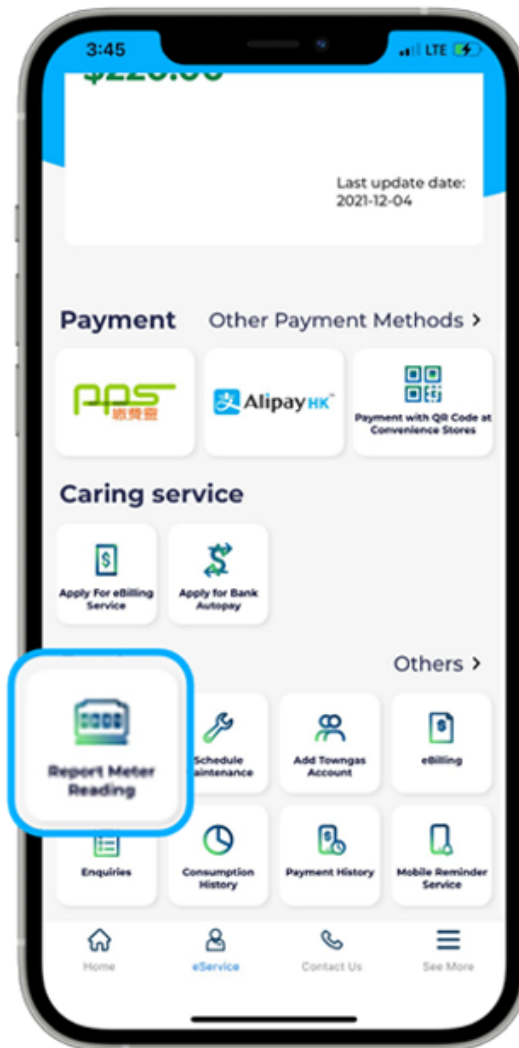 3:45
LTE
Last update date:
2021-12-04
Payment
Other Payment Methods >
PPS
繳費靈
支 Alipay HK™
Payment with QR Code at
Convenience Stores
Caring service
$
Apply For eBilling
Service
$
Apply for Bank
Autopay
Others >
Report Meter
Reading
Schedule
Maintenance
Add Towngas
Account
$
eBilling
Enquiries
Consumption
History
Payment History
Mobile Reminder
Service
Home
eService
Contact Us
See More